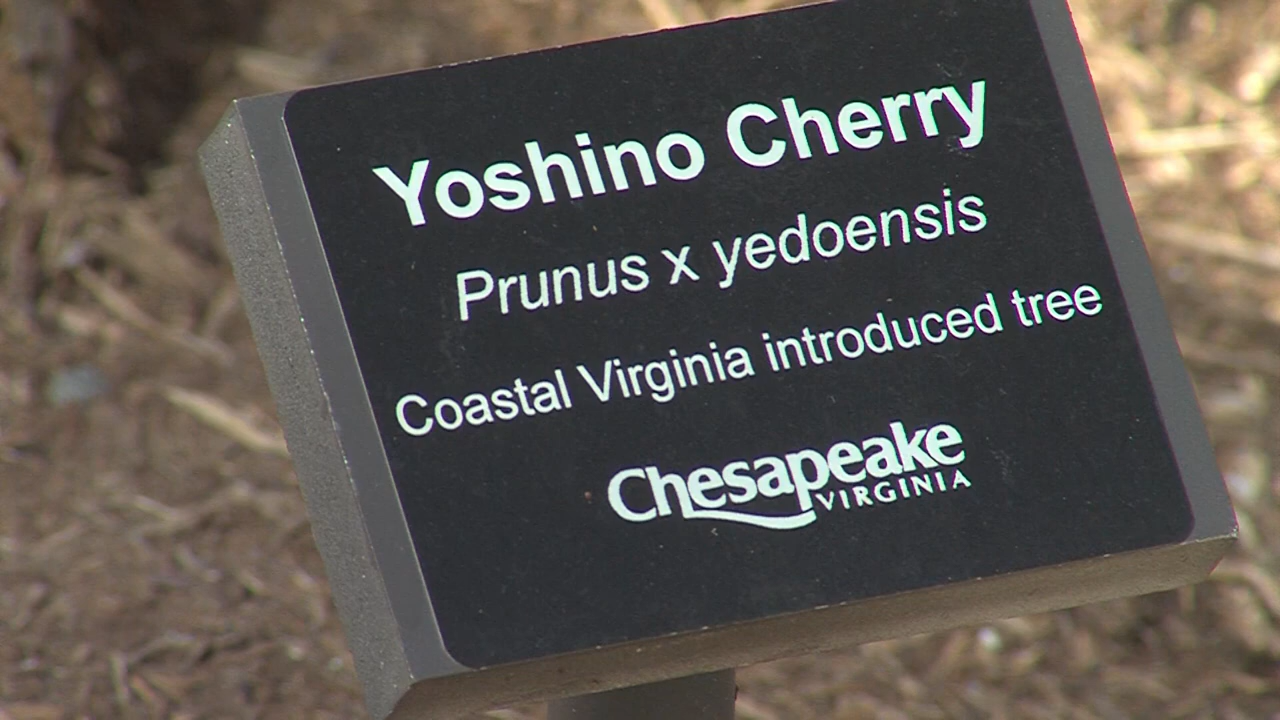 Yoshino Cherry
Prunus x yedoensis
Coastal Virginia introduced tree
Chesapeake
VIRGINIA